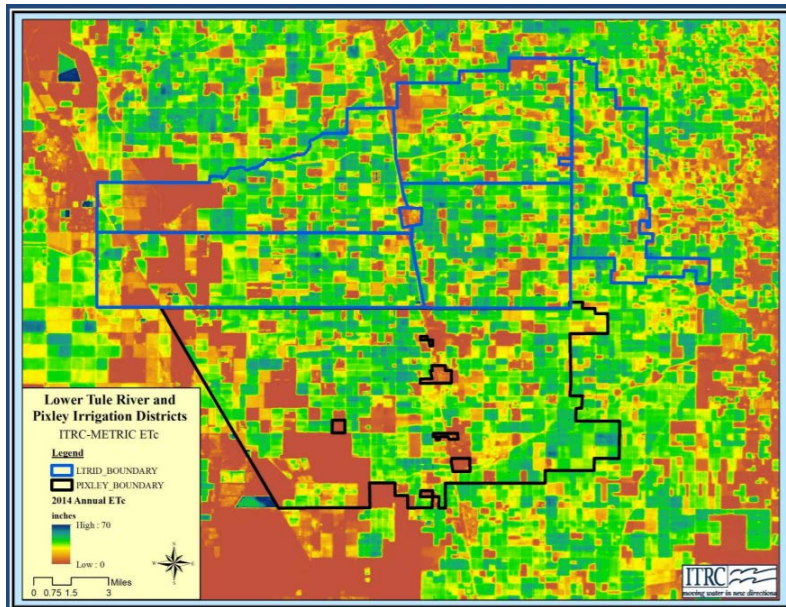 Lower Tule River and
Pixley Irrigation Districts
ITRC-METRIC ETc
Legend
LTRID_BOUNDARY
PIXLEY_BOUNDARY
2014 Annual ETc
inches
High : 70
Low : 0
0 0.75 1.5 3 Miles
N
W E
S
ITRC
moving water in new directions